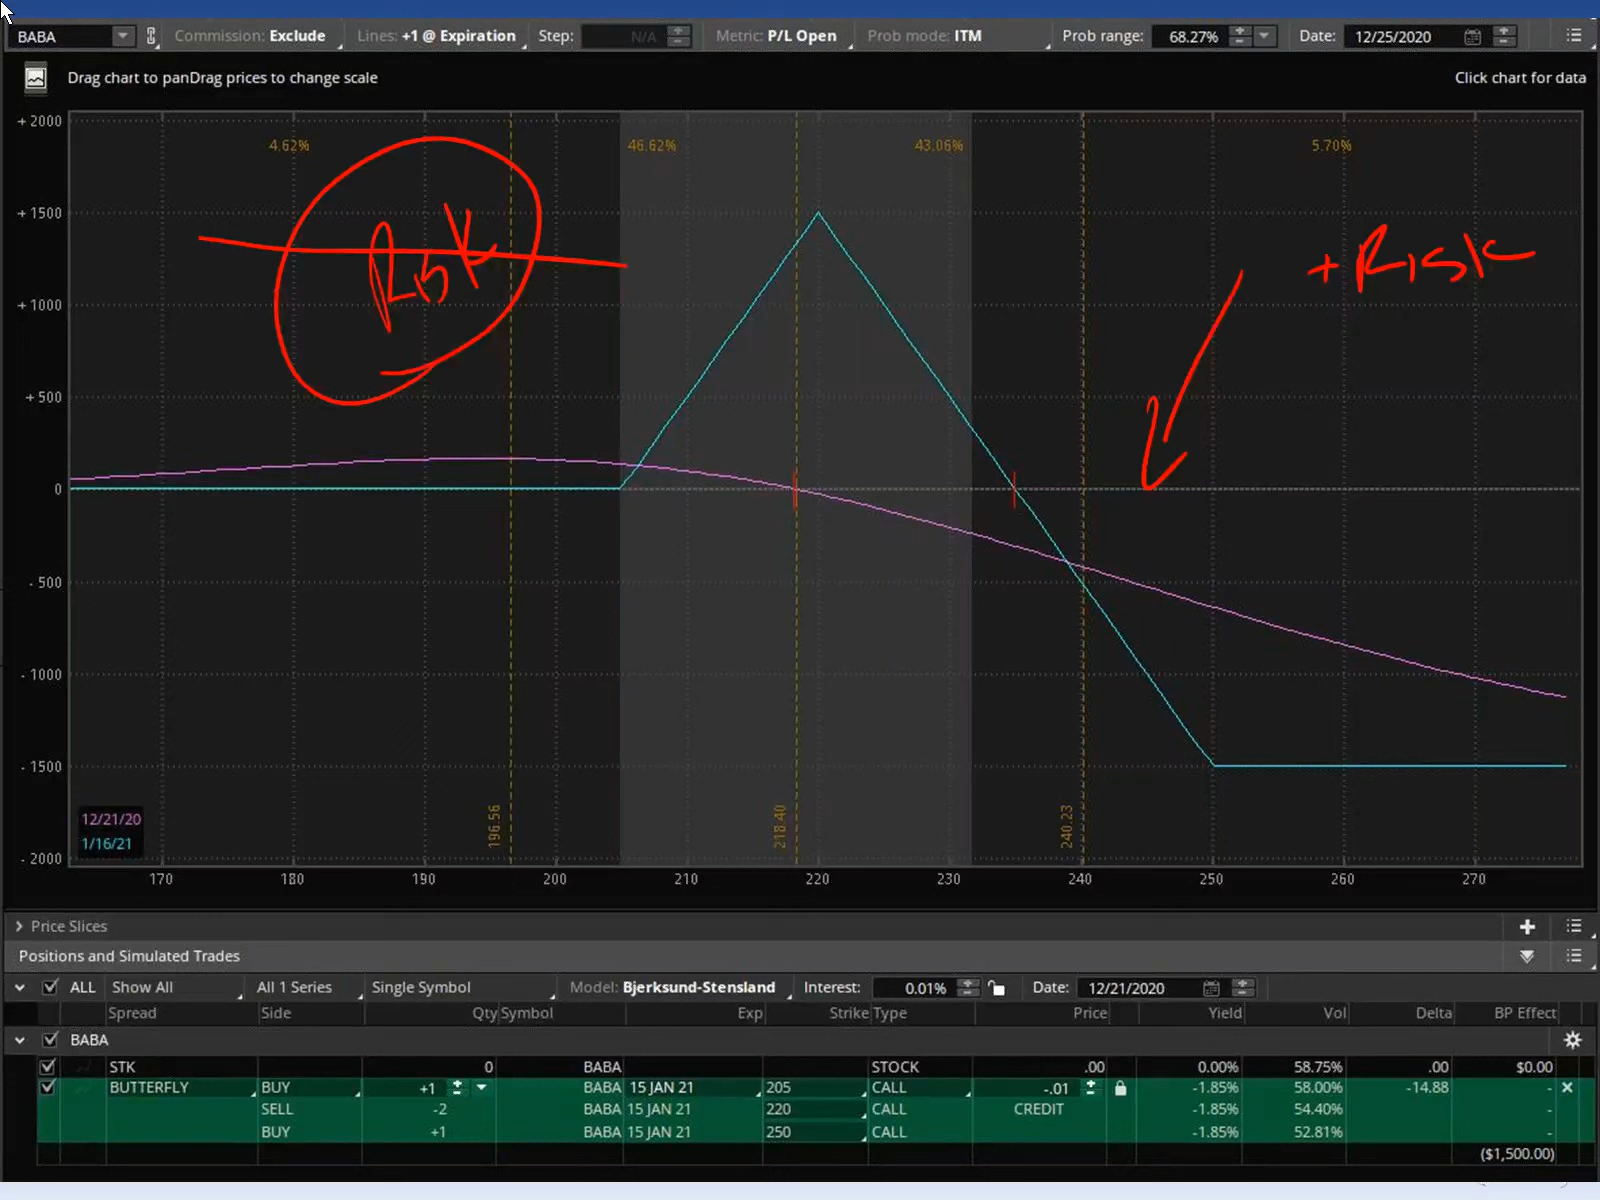 BABA Commission: Exclude Lines: +1 @ Expiration Step: N/A Metric: P/L Open Prob mode: ITM Prob range: 68.27% Date: 12/25/2020
Drag chart to panDrag prices to change scale Click chart for data
+2000
4.62% 46.62% 43.06% 5.70%
+1500
Risk +Risk
+1000
+500
0
-500
-1000
-1500
196.56 218.40 240.23
12/21/20
1/16/21
-2000
170 180 190 200 210 220 230 240 250 260 270
Price Slices
Positions and Simulated Trades
ALL Show All All 1 Series Single Symbol Model: Bjerksund-Stensland Interest: 0.01% Date: 12/21/2020
Spread Side Qty Symbol Exp Strike Type Price Yield Vol Delta BP Effect
BABA
STK 0 BABA STOCK .00 0.00% 58.75% .00 $0.00
BUTTERFLY BUY +1 BABA 15 JAN 21 205 CALL -.01 -1.85% 58.00% -14.88 -
SELL -2 BABA 15 JAN 21 220 CALL CREDIT -1.85% 54.40% -
BUY +1 BABA 15 JAN 21 250 CALL -1.85% 52.81% -
($1,500.00)